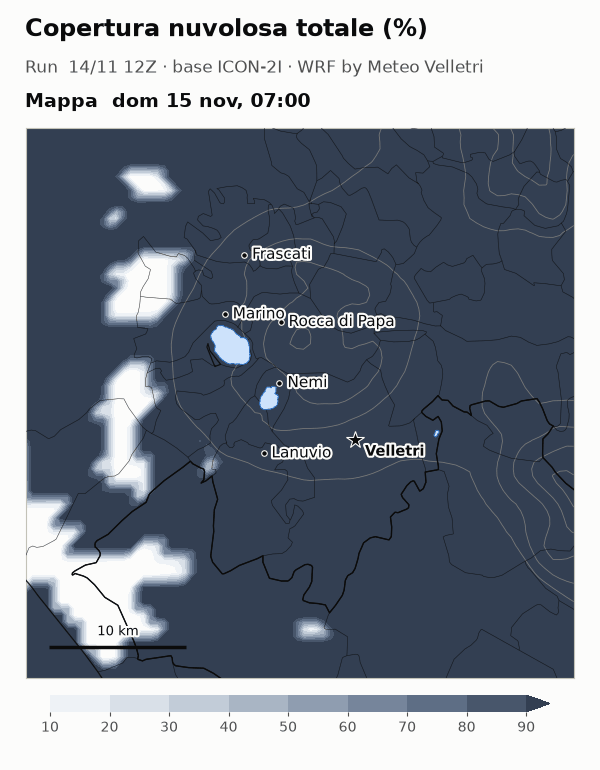 Copertura nuvolosa totale (%)
Run  14/11 12Z · base ICON-2I · WRF by Meteo Velletri
Mappa  dom 15 nov, 07:00
Frascati
Marino
Rocca di Papa
Nemi
Velletri
Lanuvio
10 km
10 20 30 40 50 60 70 80 90